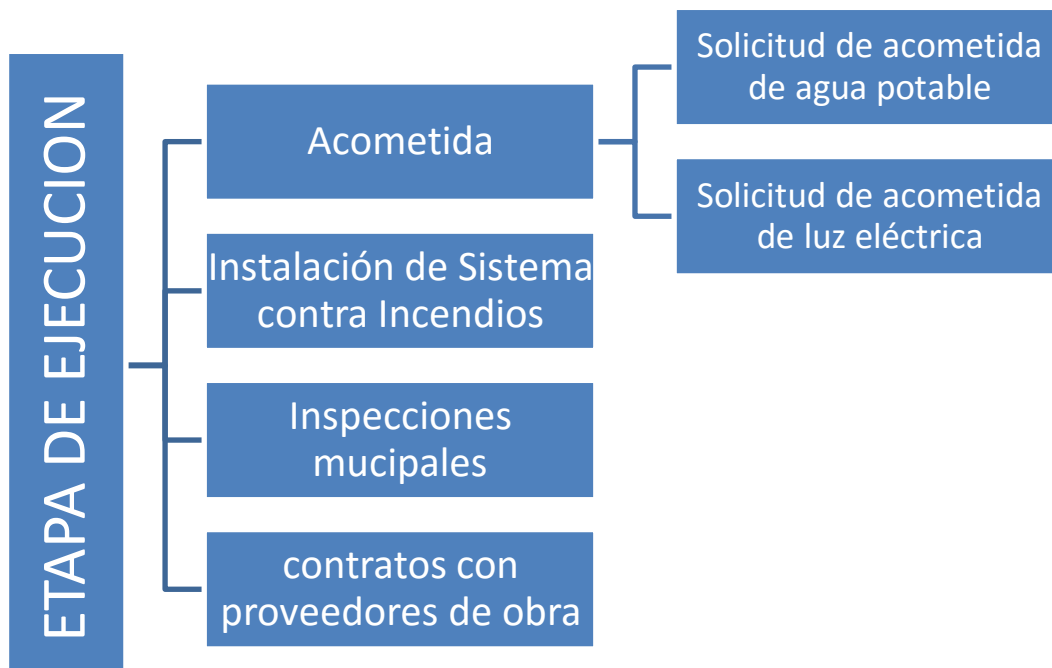 ETAPA DE EJECUCION
Acometida
Solicitud de acometida
de agua potable
Solicitud de acometida
de luz eléctrica
Instalación de Sistema
contra Incendios
Inspecciones
mucipales
contratos con
proveedores de obra